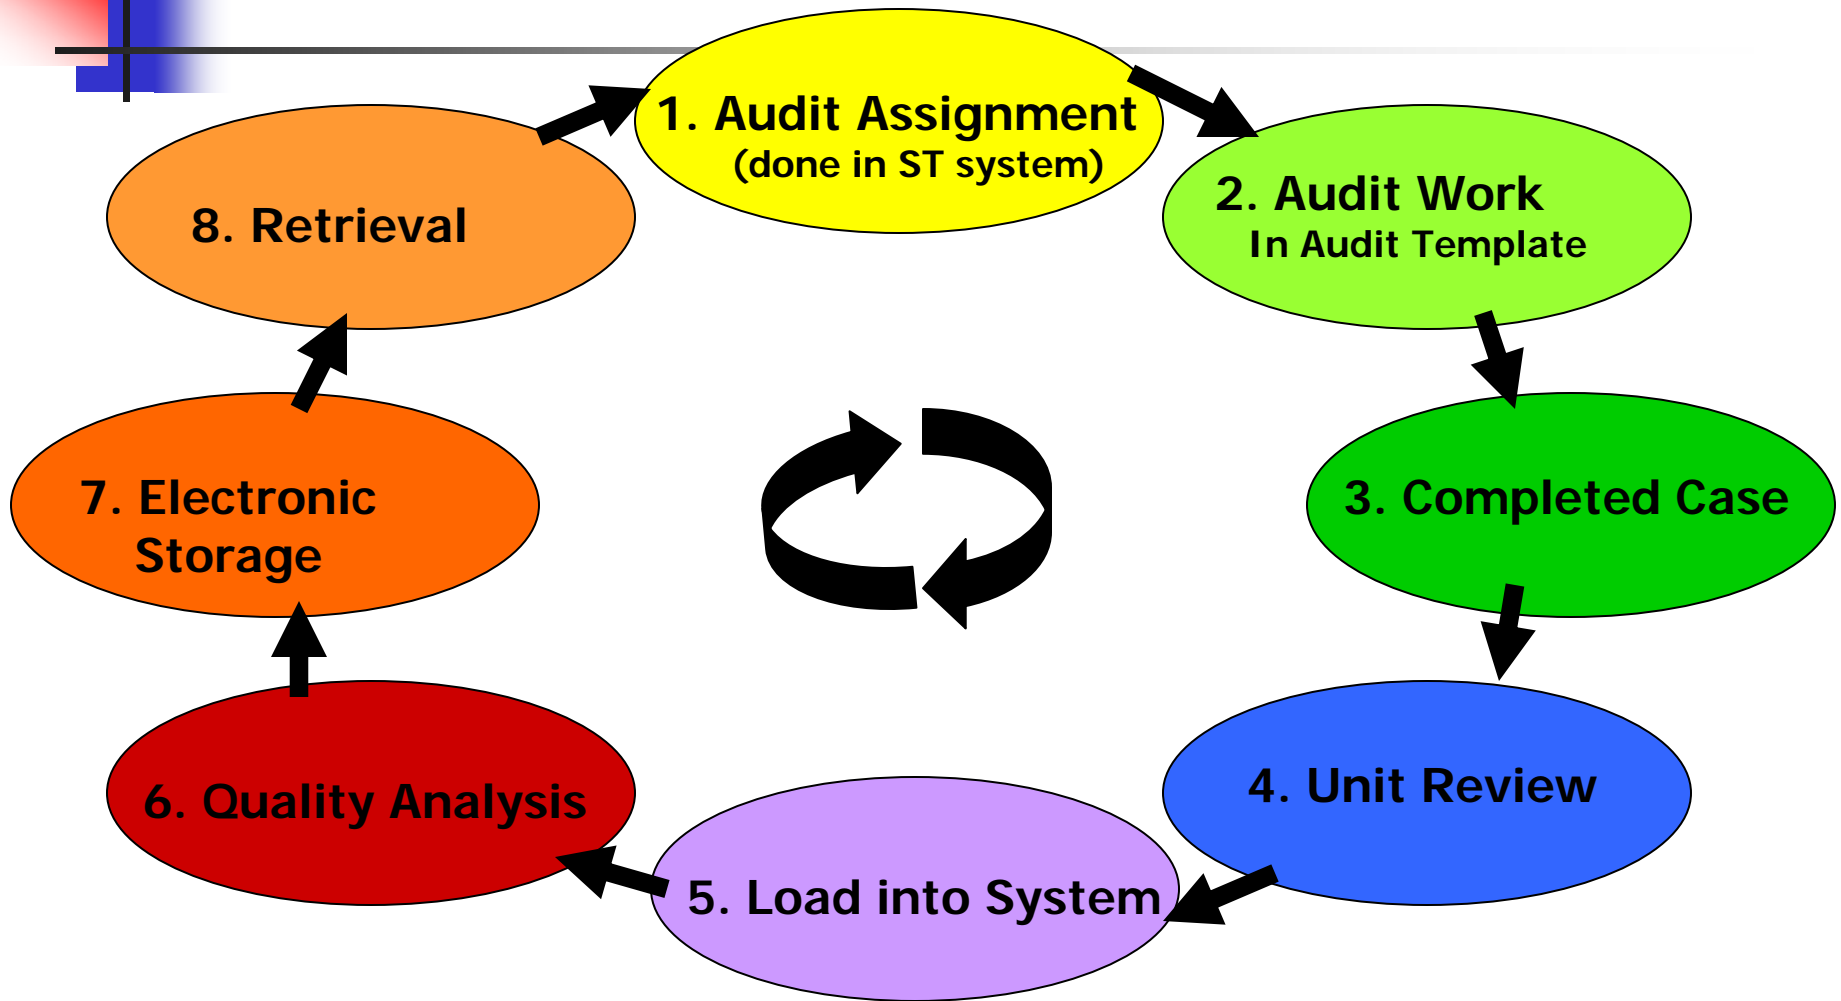 1. Audit Assignment
(done in ST system)
2. Audit Work
In Audit Template
3. Completed Case
4. Unit Review
5. Load into System
6. Quality Analysis
7. Electronic
Storage
8. Retrieval